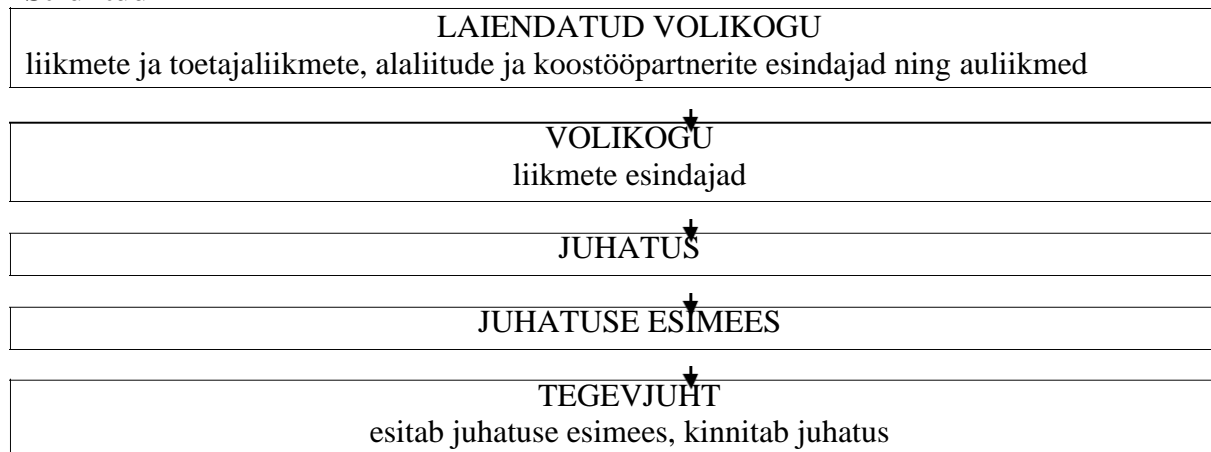 LAIENDATUD VOLIKOGU
liikmete ja toetajaliikmete, alaliitude ja koostööpartnerite esindajad ning auliikmed
VOLIKOGU
liikmete esindajad
JUHATUS
JUHATUSE ESIMEES
TEGEVJUHT
esitab juhatuse esimees, kinnitab juhatus